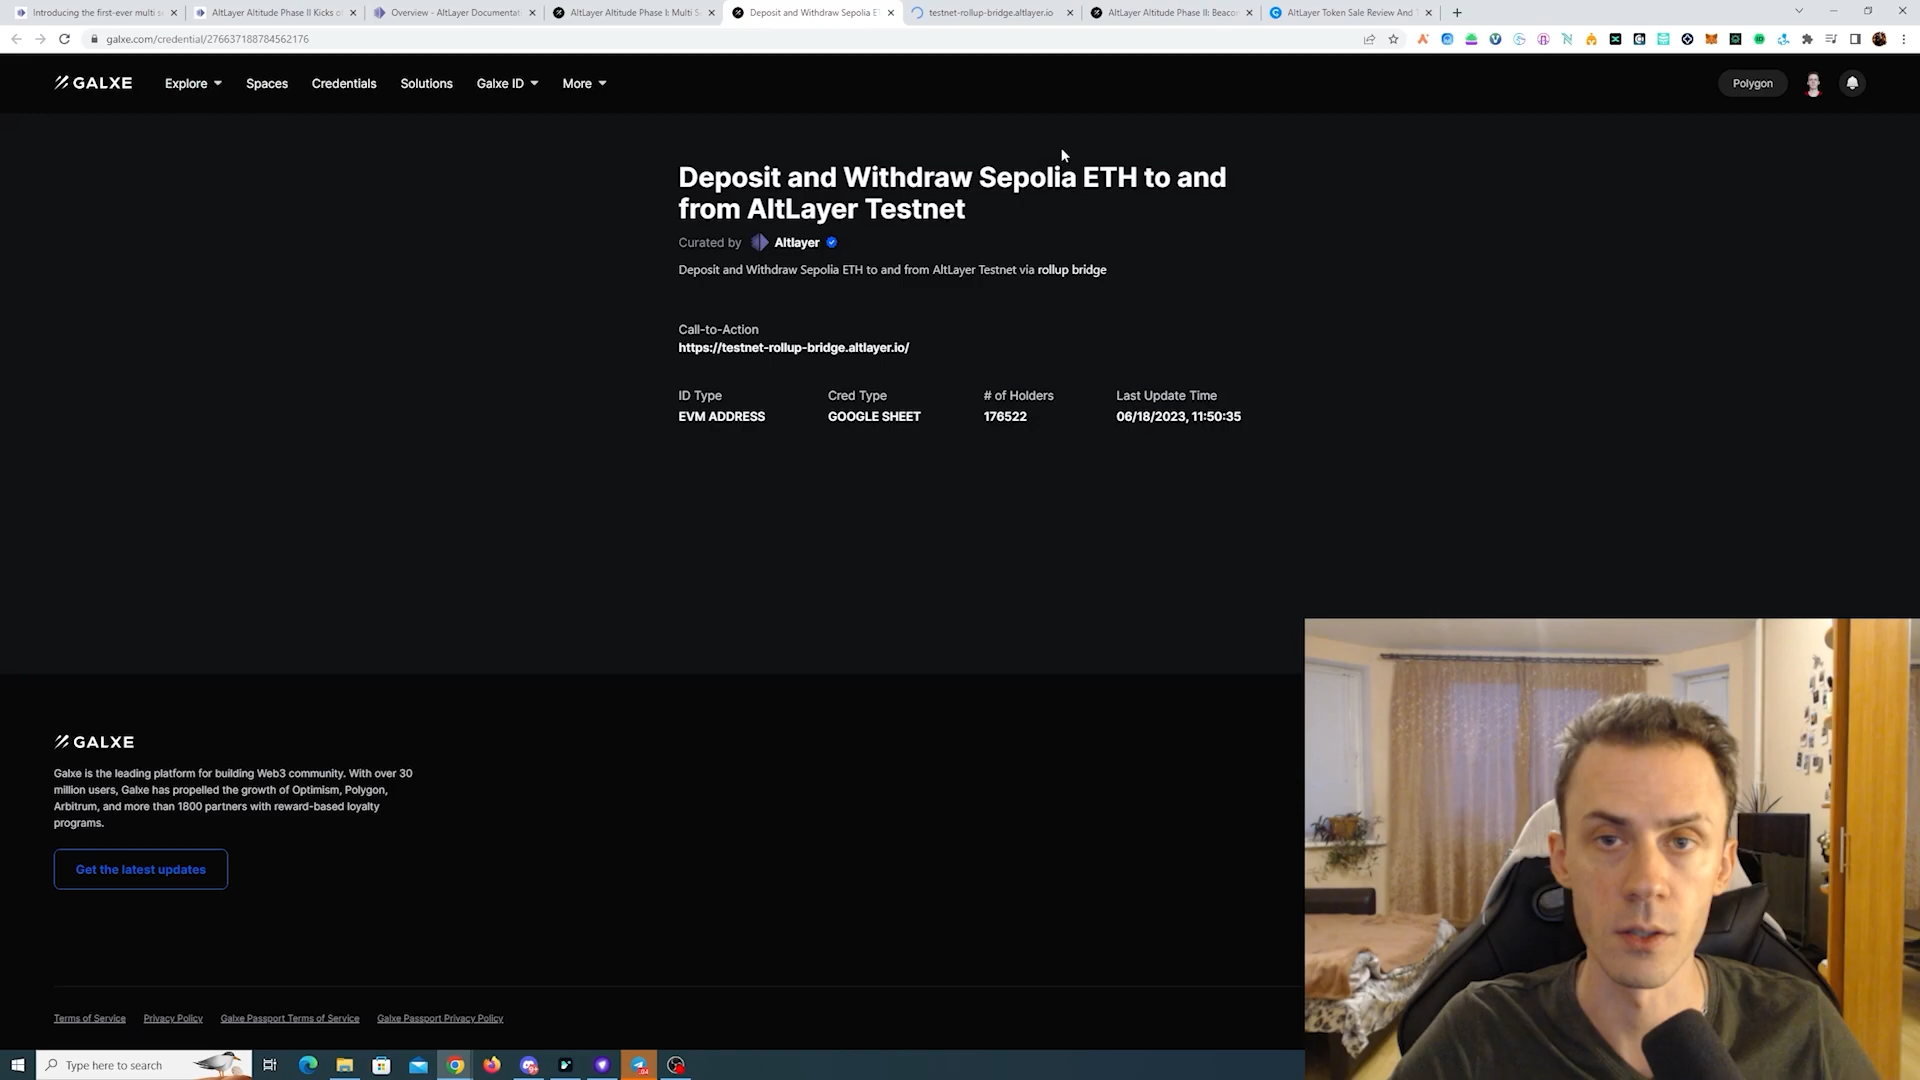 Introducing the first-ever multi s
AltLayer Altitude Phase II Kicks o
Overview - AltLayer Documentat
AltLayer Altitude Phase I: Multi S
Deposit and Withdraw Sepolia E
testnet-rollup-bridge.altlayer.io
AltLayer Altitude Phase II: Beaco
AltLayer Token Sale Review And T
galxe.com/credential/276637188784562176
GALXE
Explore
Spaces
Credentials
Solutions
Galxe ID
More
Polygon
Deposit and Withdraw Sepolia ETH to and
from AltLayer Testnet
Curated by Altlayer
Deposit and Withdraw Sepolia ETH to and from AltLayer Testnet via rollup bridge
Call-to-Action
https://testnet-rollup-bridge.altlayer.io/
ID Type
Cred Type
# of Holders
Last Update Time
EVM ADDRESS
GOOGLE SHEET
176522
06/18/2023, 11:50:35
GALXE
Galxe is the leading platform for building Web3 community. With over 30
million users, Galxe has propelled the growth of Optimism, Polygon,
Arbitrum, and more than 1800 partners with reward-based loyalty
programs.
Get the latest updates
Terms of Service
Privacy Policy
Galxe Passport Terms of Service
Galxe Passport Privacy Policy
Type here to search